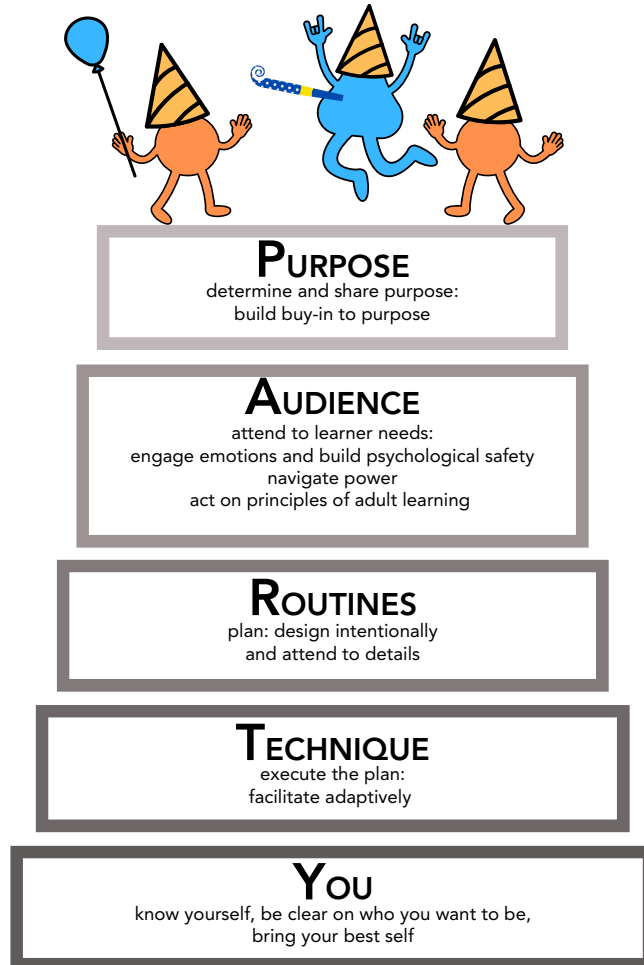 PURPOSE
determine and share purpose:
build buy-in to purpose
AUDIENCE
attend to learner needs:
engage emotions and build psychological safety
navigate power
act on principles of adult learning
ROUTINES
plan: design intentionally
and attend to details
TECHNIQUE
execute the plan:
facilitate adaptively
YOU
know yourself, be clear on who you want to be,
bring your best self